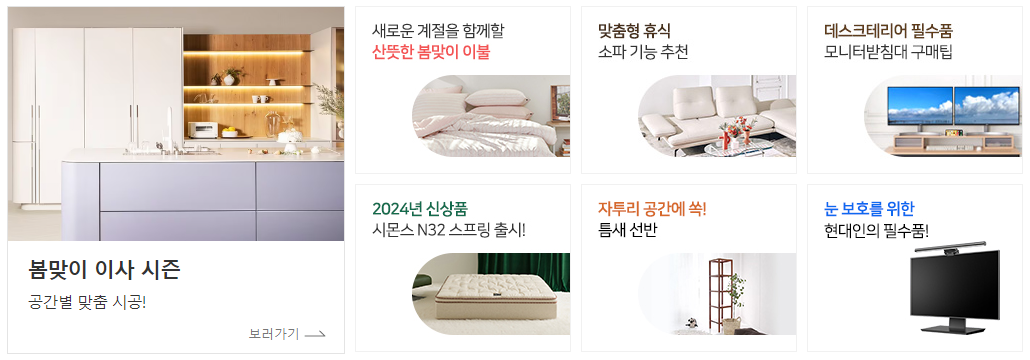 봄맞이 이사 시즌
공간별 맞춤 시공!
보러가기
새로운 계절을 함께할
산뜻한 봄맞이 이불
맞춤형 휴식
소파 기능 추천
데스크테리어 필수품
모니터받침대 구매팁
2024년 신상품
시몬스 N32 스프링 출시!
자투리 공간에 쏙!
틈새 선반
눈 보호를 위한
현대인의 필수품!